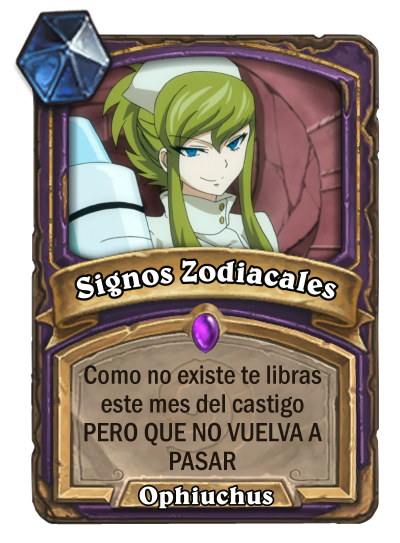 Signos Zodiacales
Como no existe te libras
este mes del castigo
PERO QUE NO VUELVA A
PASAR
Ophiuchus